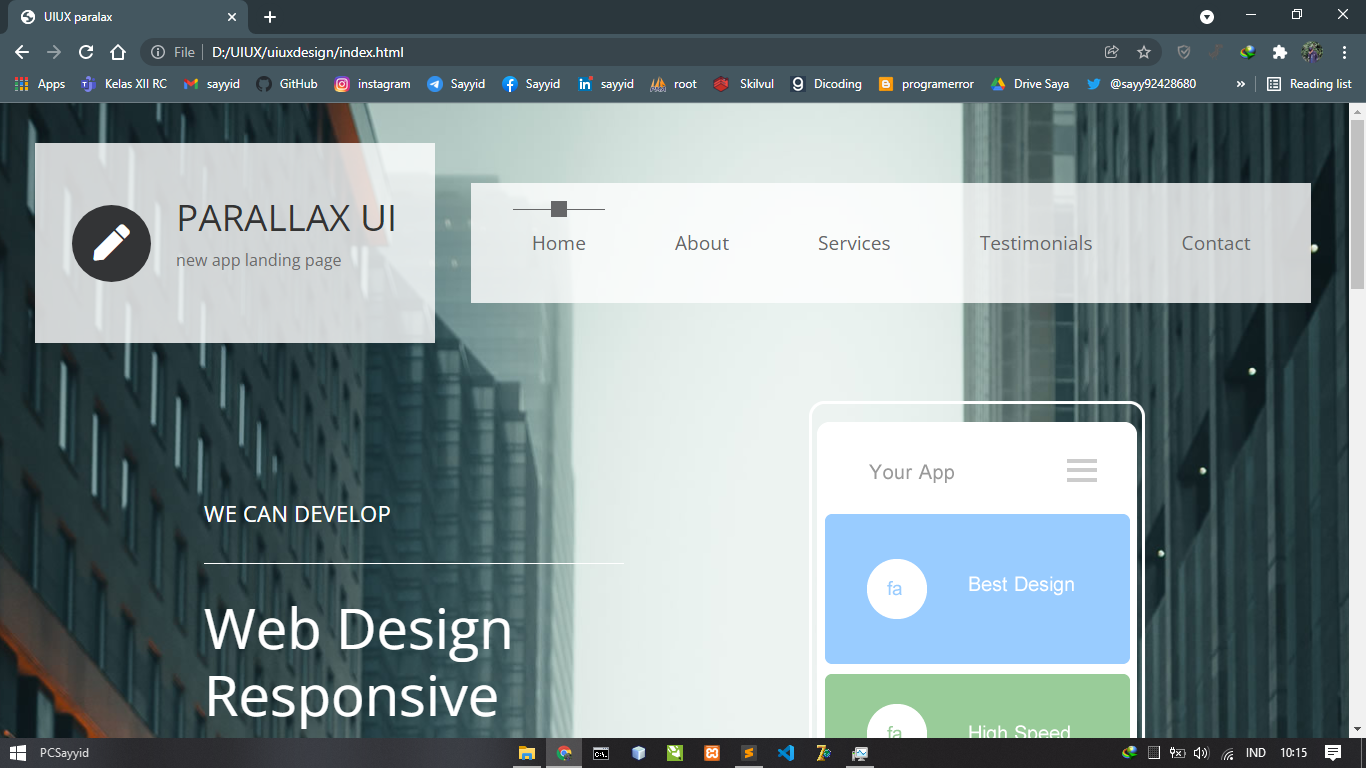 UIUX paralax
File
D:/UIUX/uiuxdesign/index.html
Apps
Kelas XII RC
sayyid
GitHub
instagram
Sayyid
Sayyid
sayyid
root
Skilvul
Dicoding
programerror
Drive Saya
@sayy92428680
»
Reading list
PARALLAX UI
new app landing page
Home
About
Services
Testimonials
Contact
Your App
WE CAN DEVELOP
fa
Best Design
Web Design
Responsive
fa
High Speed
PCSayyid
IND
10:15